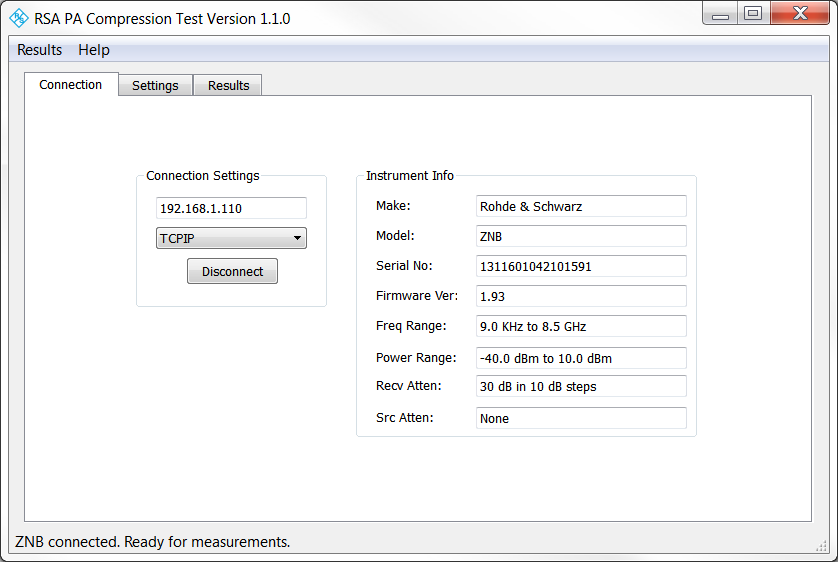 RSA PA Compression Test Version 1.1.0
Results Help
Connection Settings Results
Connection Settings
192.168.1.110
TCPIP
Disconnect
Instrument Info
Make: Rohde & Schwarz
Model: ZNB
Serial No: 1311601042101591
Firmware Ver: 1.93
Freq Range: 9.0 KHz to 8.5 GHz
Power Range: -40.0 dBm to 10.0 dBm
Recv Atten: 30 dB in 10 dB steps
Src Atten: None
ZNB connected. Ready for measurements.